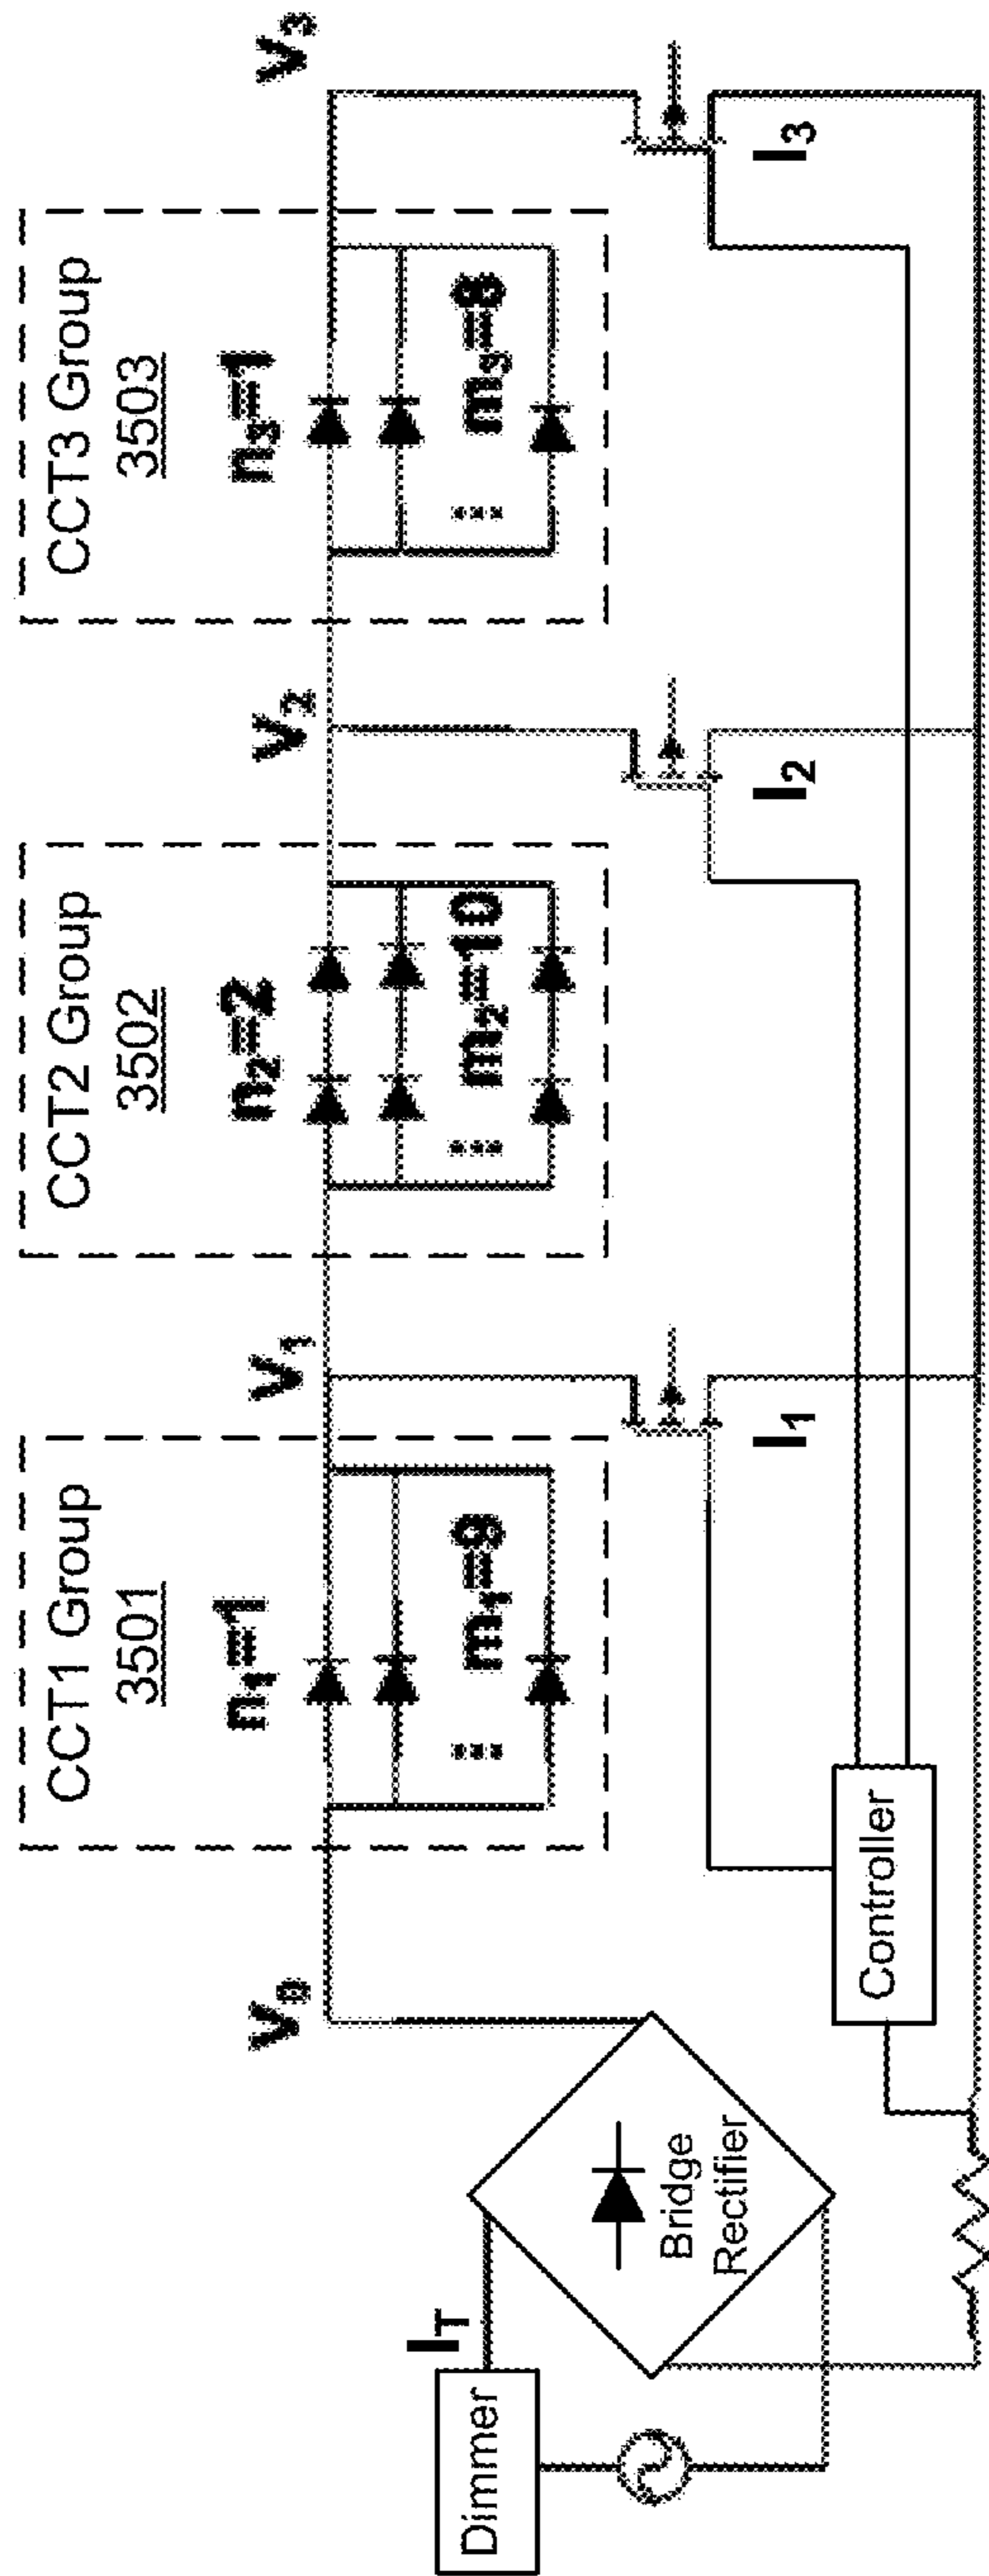 CCT1 Group
3501
n1=1
m1=9
CCT2 Group
3502
n2=2
m2=10
CCT3 Group
3503
n3=1
m3=8
V0
V1
V2
V3
I1
I2
I3
IT
Dimmer
Bridge
Rectifier
Controller